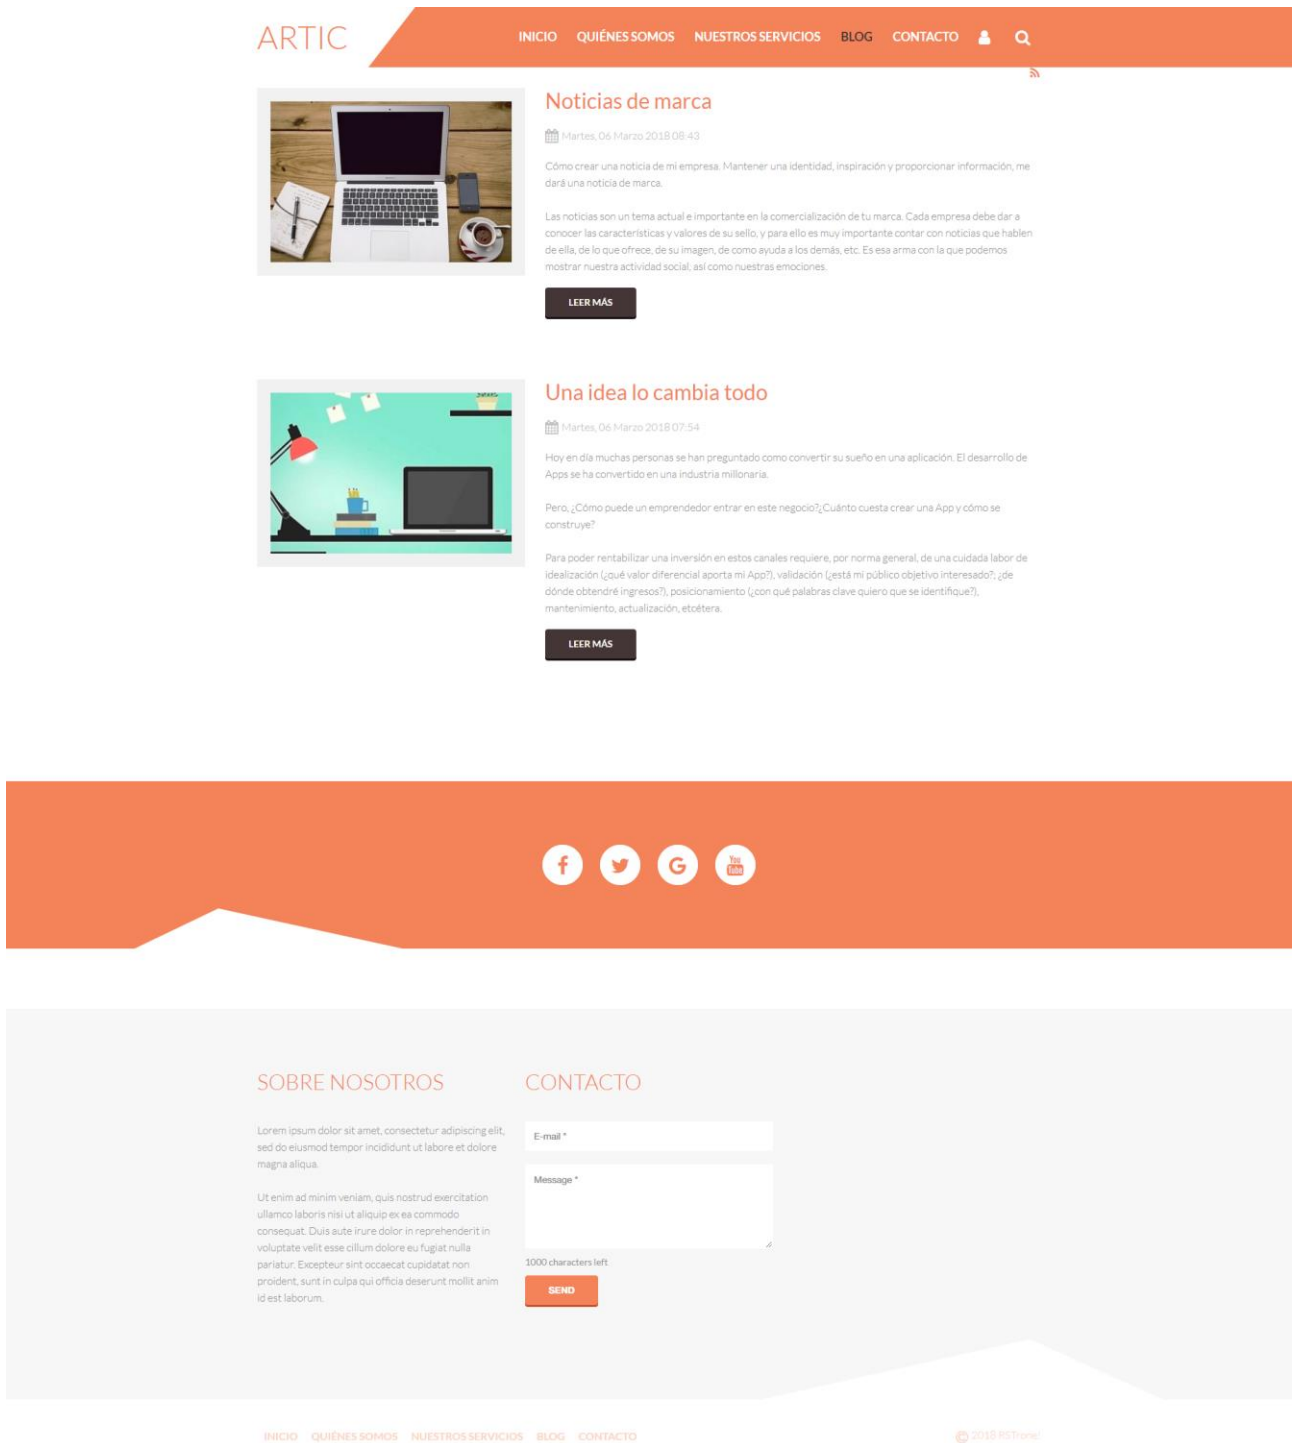 ARTIC
INICIO QUIÉNES SOMOS NUESTROS SERVICIOS BLOG CONTACTO
Noticias de marca
Martes, 06 Marzo 2018 08:43
Cómo crear una noticia de mi empresa. Mantener una identidad, inspiración y proporcionar información, me
dará una noticia de marca.
Las noticias son un tema actual e importante en la comercialización de tu marca. Cada empresa debe dar a
conocer las características y valores de su sello, y para ello es muy importante contar con noticias que hablen
de ella, de lo que ofrece, de su imagen, de como ayuda a los demás, etc. Es esa arma con la que podemos
mostrar nuestra actividad social, así como nuestras emociones.
LEER MÁS
Una idea lo cambia todo
Martes, 06 Marzo 2018 07:54
Hoy en día muchas personas se han preguntado como convertir su sueño en una aplicación. El desarrollo de
Apps se ha convertido en una industria millonaria.
Pero, ¿Cómo puede un emprendedor entrar en este negocio?¿Cuánto cuesta crear una App y cómo se
construye?
Para poder rentabilizar una inversión en estos canales requiere, por norma general, de una cuidada labor de
idealización (¿qué valor diferencial aporta mi App?), validación (¿está mi público objetivo interesado?; ¿de
dónde obtendré ingresos?), posicionamiento (¿con qué palabras clave quiero que se identifique?),
mantenimiento, actualización, etcétera.
LEER MÁS
You
Tube
SOBRE NOSOTROS
Lorem ipsum dolor sit amet, consectetur adipiscing elit,
sed do eiusmod tempor incididunt ut labore et dolore
magna aliqua.
Ut enim ad minim veniam, quis nostrud exercitation
ullamco laboris nisi ut aliquip ex ea commodo
consequat. Duis aute irure dolor in reprehenderit in
voluptate velit esse cillum dolore eu fugiat nulla
pariatur. Excepteur sint occaecat cupidatat non
proident, sunt in culpa qui officia deserunt mollit anim
id est laborum.
CONTACTO
E-mail *
Message *
1000 characters left
SEND
INICIO QUIÉNES SOMOS NUESTROS SERVICIOS BLOG CONTACTO
© 2018